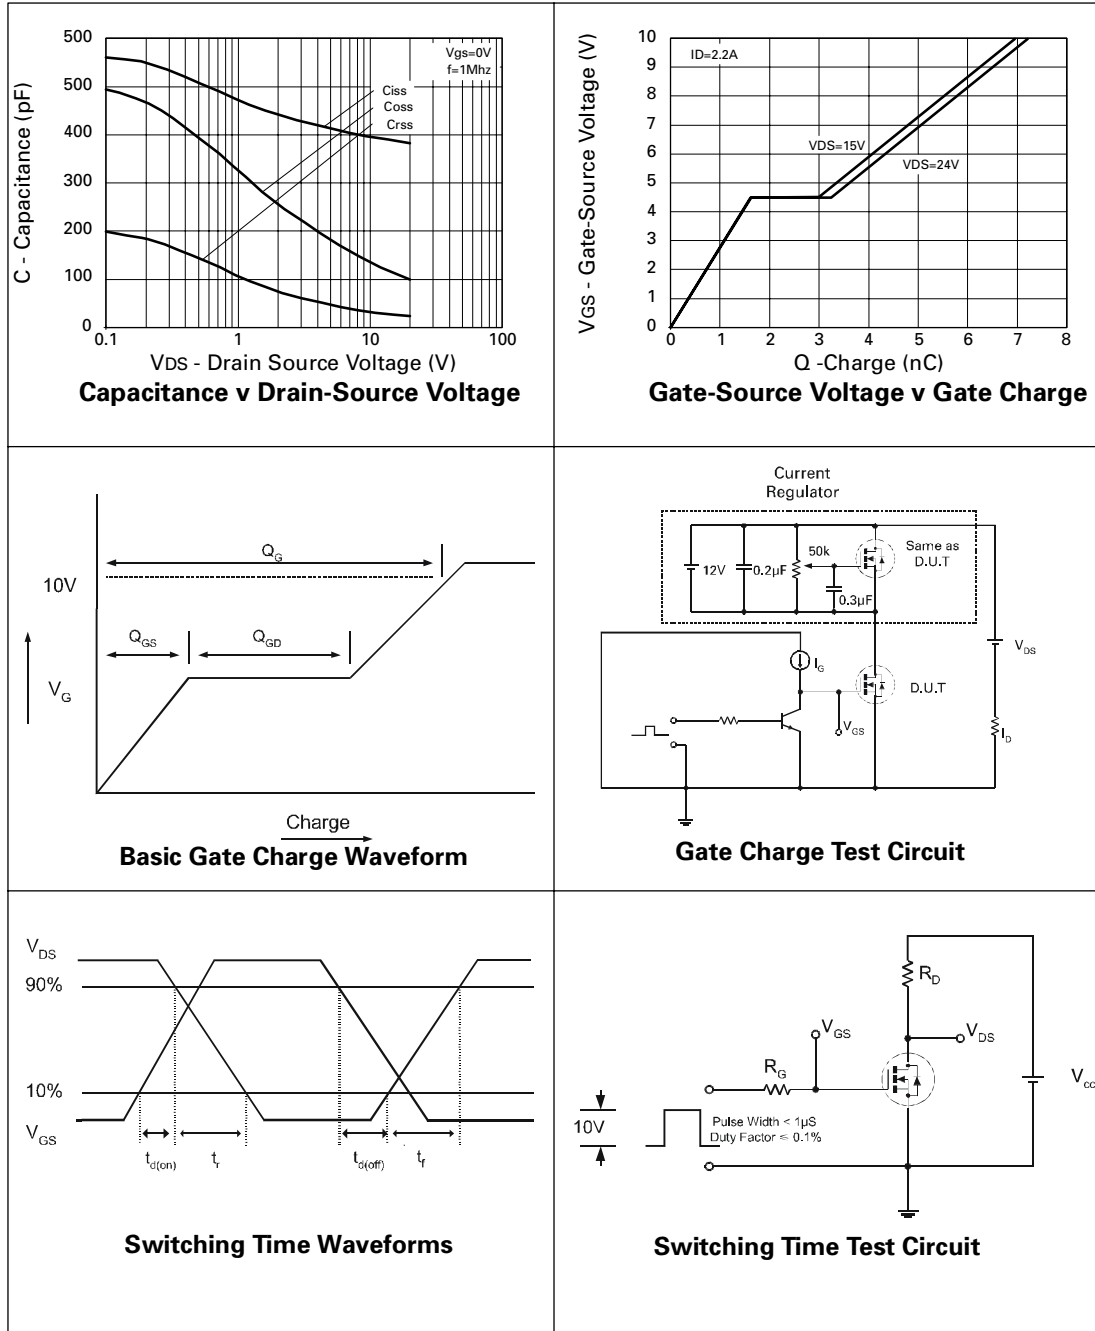 500
500
400
300
200
100
0
0.1
1
10
100
C - Capacitance (pF)
Vgs=0V
f=1Mhz
Ciss
Coss
Crss
VDS - Drain Source Voltage (V)
Capacitance v Drain-Source Voltage
10
9
8
7
6
5
4
3
2
1
0
0
1
2
3
4
5
6
7
8
VGS - Gate-Source Voltage (V)
ID=2.2A
VDS=15V
VDS=24V
Q -Charge (nC)
Gate-Source Voltage v Gate Charge
QG
10V
QGS
QGD
VG
Charge
Basic Gate Charge Waveform
Current
Regulator
12V
0.2µF
50k
0.3µF
Same as
D.U.T
IG
VGS
D.U.T
VDS
ID
Gate Charge Test Circuit
VDS
90%
10%
VGS
td(on)
tr
td(off)
tf
Switching Time Waveforms
RD
VGS
VDS
RG
Vcc
10V
Pulse Width < 1µS
Duty Factor ≤ 0.1%
Switching Time Test Circuit